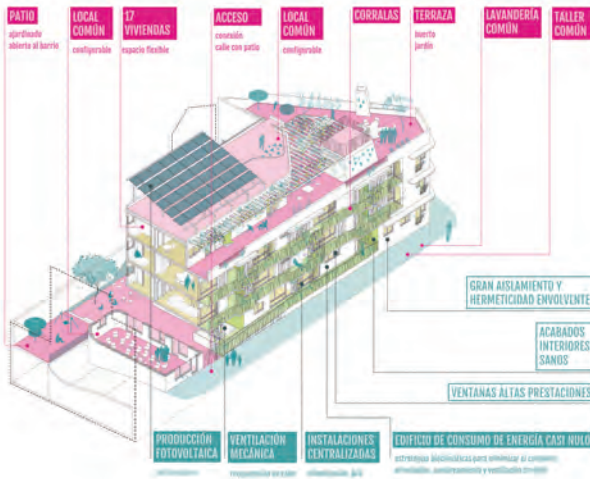 PATIO
ajardinado
abierto al barrio
LOCAL
COMÚN
configurable
17
VIVIENDAS
espacio flexible
ACCESO
conexión
calle con patio
LOCAL
COMÚN
configurable
CORRALAS
TERRAZA
huerto
jardín
LAVANDERÍA
COMÚN
TALLER
COMÚN
GRAN AISLAMIENTO Y
HERMETICIDAD ENVOLVENTE
ACABADOS
INTERIORES
SANOS
VENTANAS ALTAS PRESTACIONES
PRODUCCIÓN
FOTOVOLTAICA
VENTILACIÓN
MECÁNICA
INSTALACIONES
CENTRALIZADAS
EDIFICIO DE CONSUMO DE ENERGÍA CASI NULO